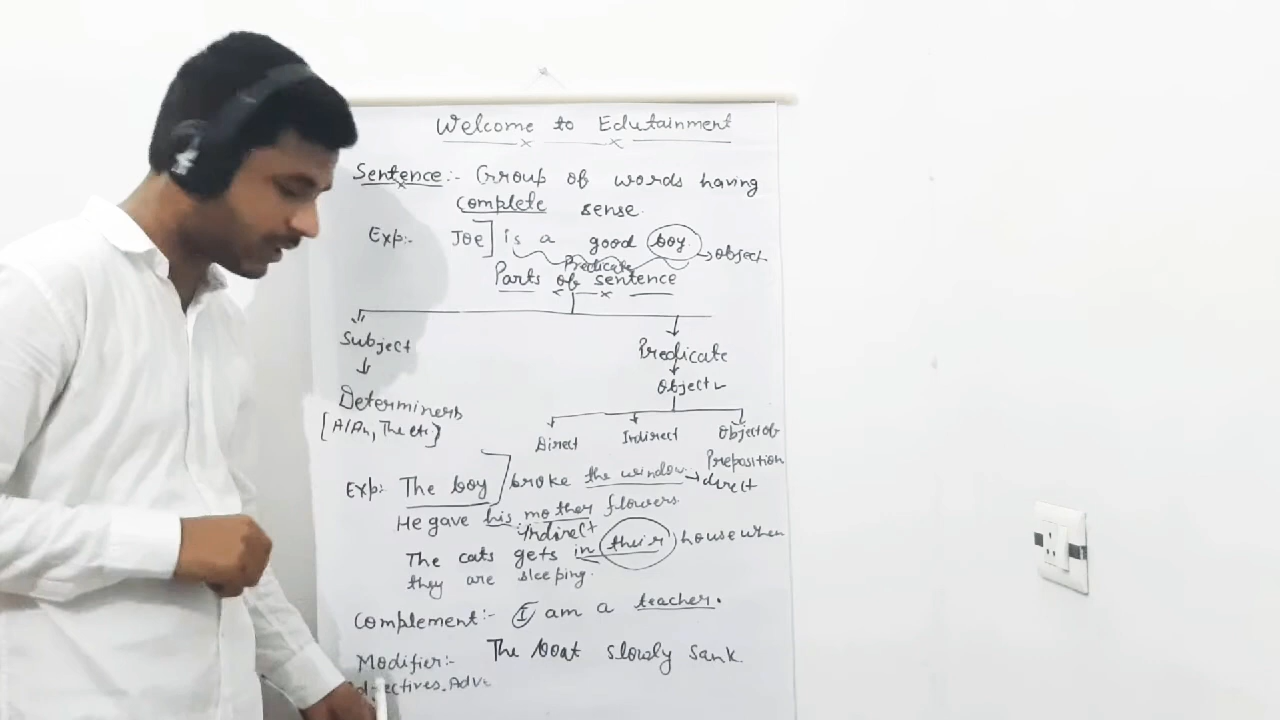 Welcome to Edutainment
Sentence:- Group of words having
complete sense.
Exp:- Joe] is a good boy. → object
Predicate
Parts of sentence
Subject
Predicate
Object
Determiners
[A/An, The etc]
Direct Indirect Object of
Preposition
Exp:- The boy broke the window. → direct
He gave his mother flowers
Indirect
The cats gets in their house when
they are sleeping.
Complement:- I am a teacher.
Modifier:- The boat slowly sank
djectives. Adv